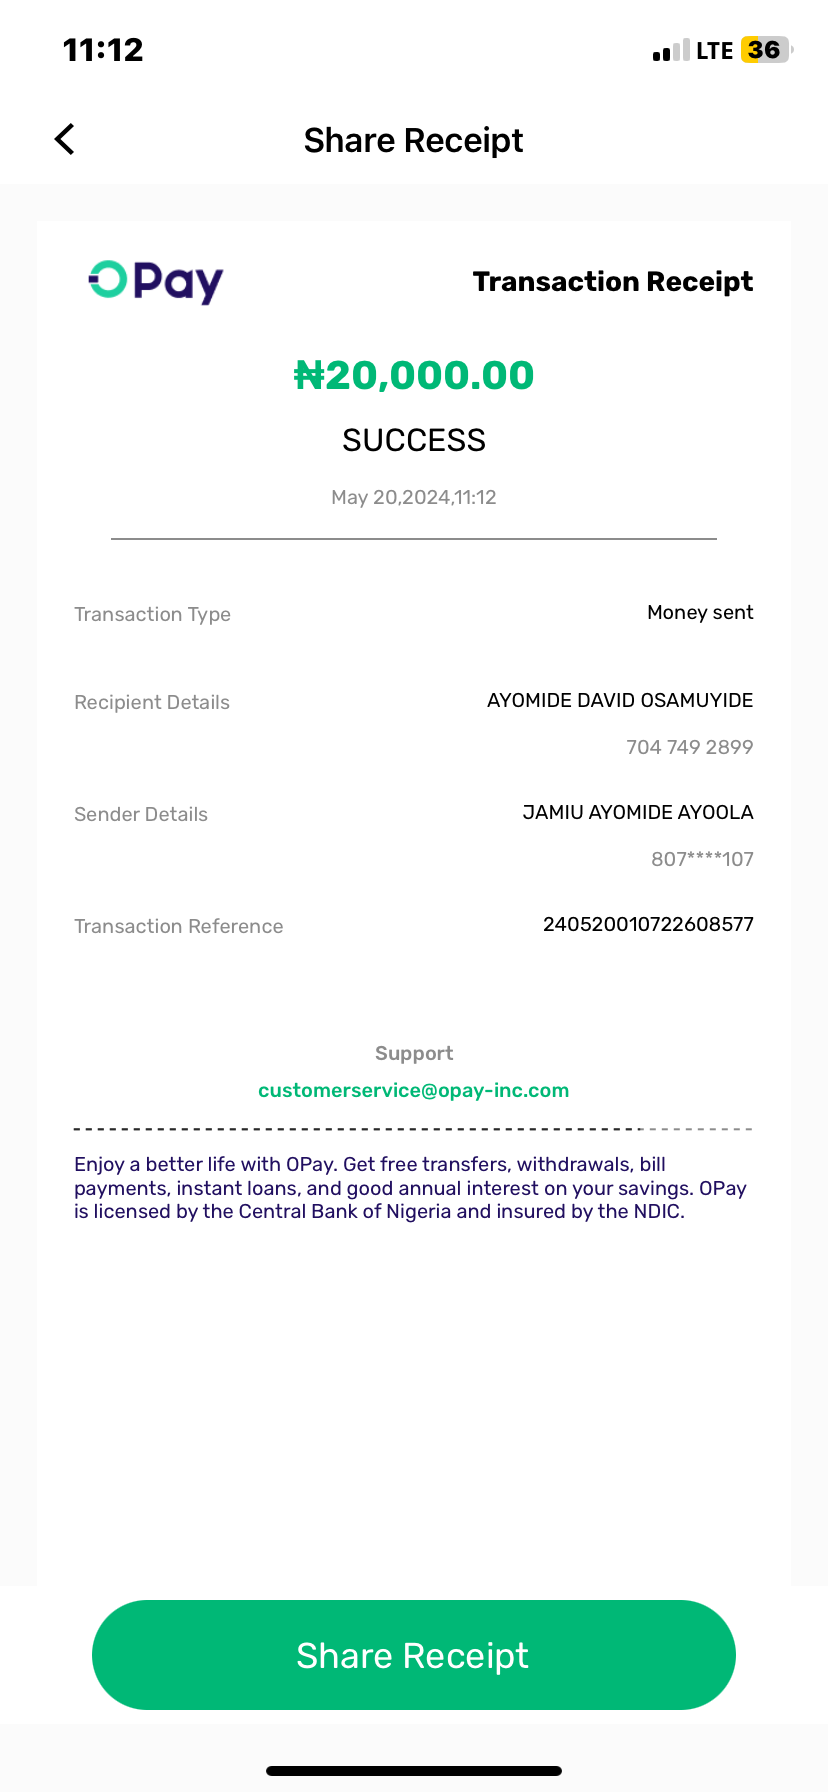 11:12
LTE 36
Share Receipt
OPay
Transaction Receipt
₦20,000.00
SUCCESS
May 20,2024,11:12
Transaction Type
Money sent
Recipient Details
AYOMIDE DAVID OSAMUYIDE
704 749 2899
Sender Details
JAMIU AYOMIDE AYOOLA
807****107
Transaction Reference
240520010722608577
Support
customerservice@opay-inc.com
Enjoy a better life with OPay. Get free transfers, withdrawals, bill
payments, instant loans, and good annual interest on your savings. OPay
is licensed by the Central Bank of Nigeria and insured by the NDIC.
Share Receipt